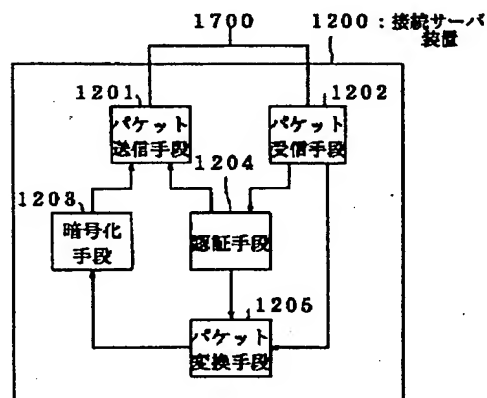 1700
1200:接続サーバ
装置
1201
1202
パケット
送信手段
パケット
受信手段
1204
1203
暗号化
手段
認証手段
1205
パケット
変換手段